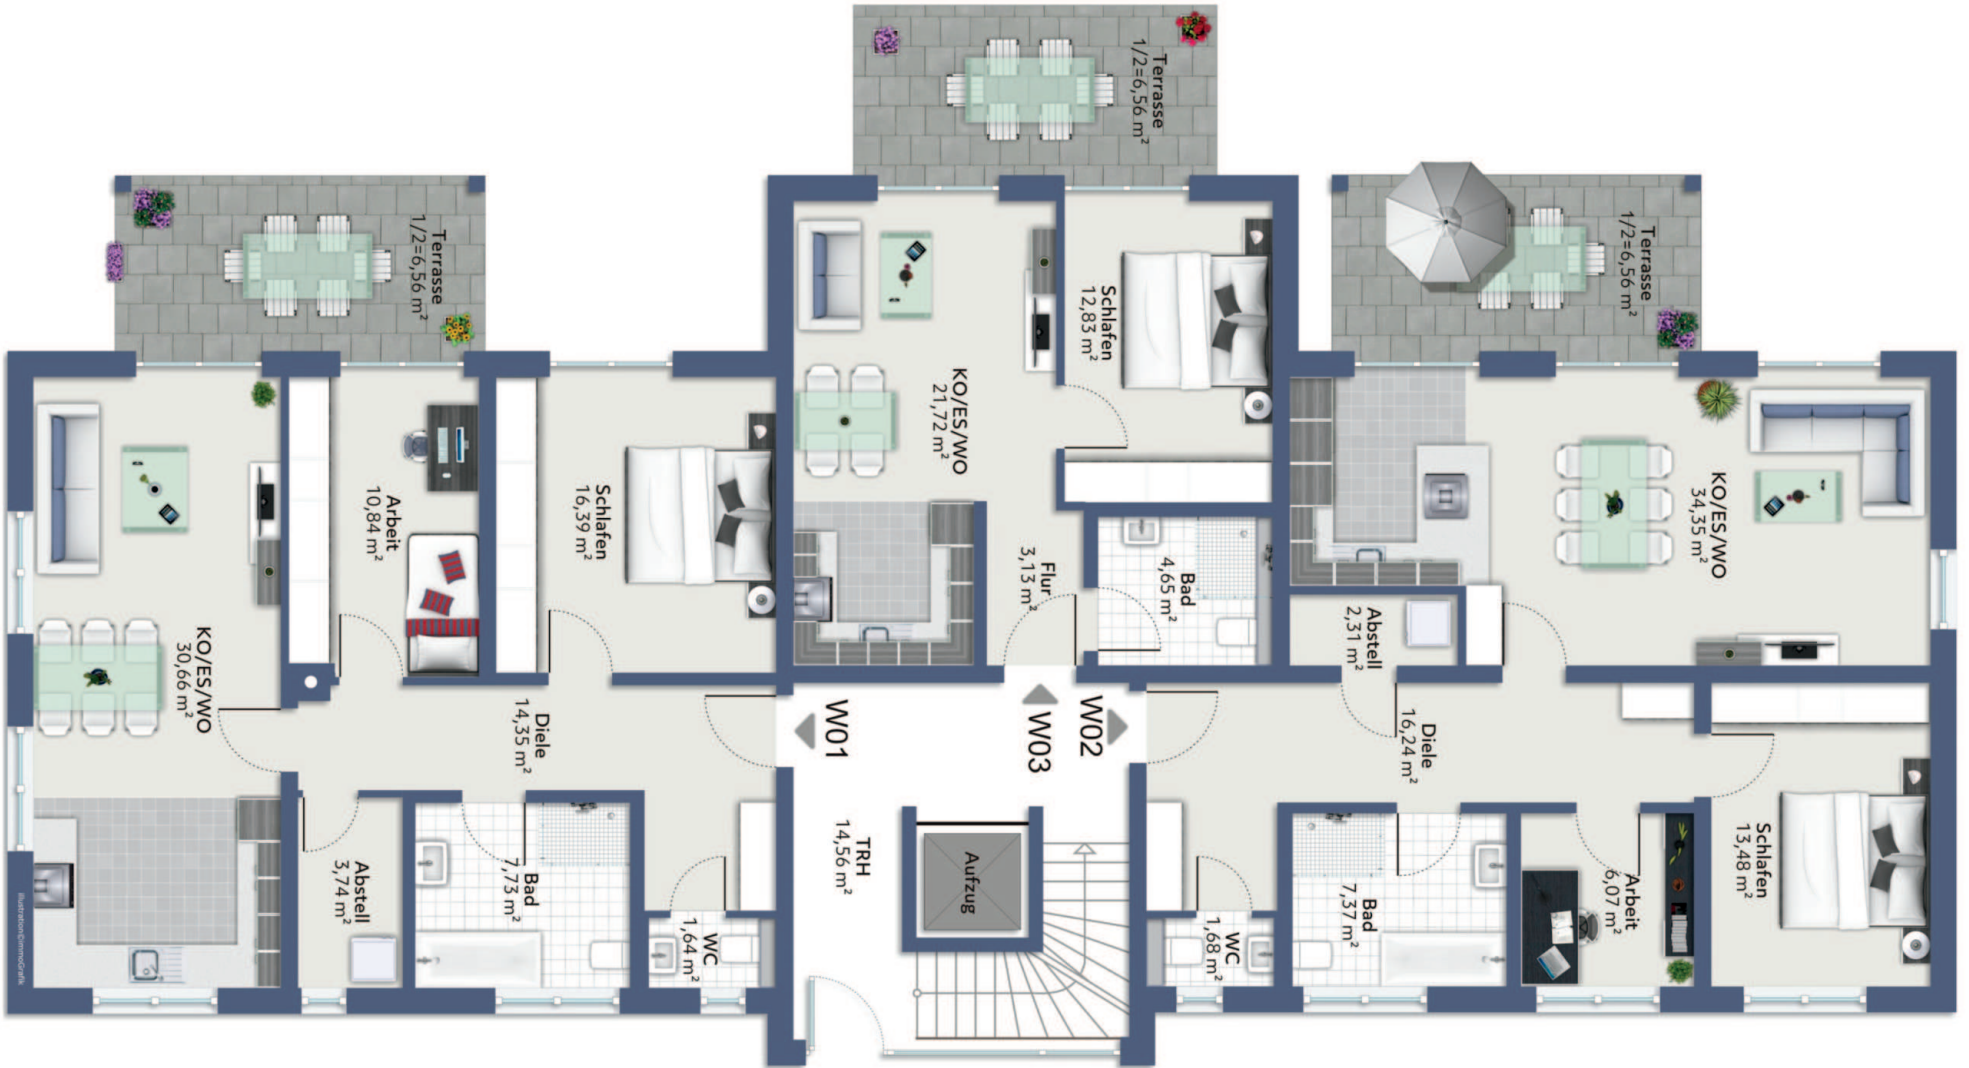 Terrasse
1/2=6,56 m²
Terrasse
1/2=6,56 m²
Terrasse
1/2=6,56 m²
KO/ES/WO
30,66 m²
Arbeit
10,84 m²
Schlafen
16,39 m²
KO/ES/WO
21,72 m²
Schlafen
12,83 m²
Flur
3,13 m²
Bad
4,65 m²
KO/ES/WO
34,35 m²
Abstell
2,31 m²
Diele
14,35 m²
W01
W03
W02
Diele
16,24 m²
Abstell
3,74 m²
Bad
7,73 m²
WC
1,64 m²
TRH
14,56 m²
Aufzug
WC
1,68 m²
Bad
7,37 m²
Arbeit
6,07 m²
Schlafen
13,48 m²
Illustration©ImmoGrafik